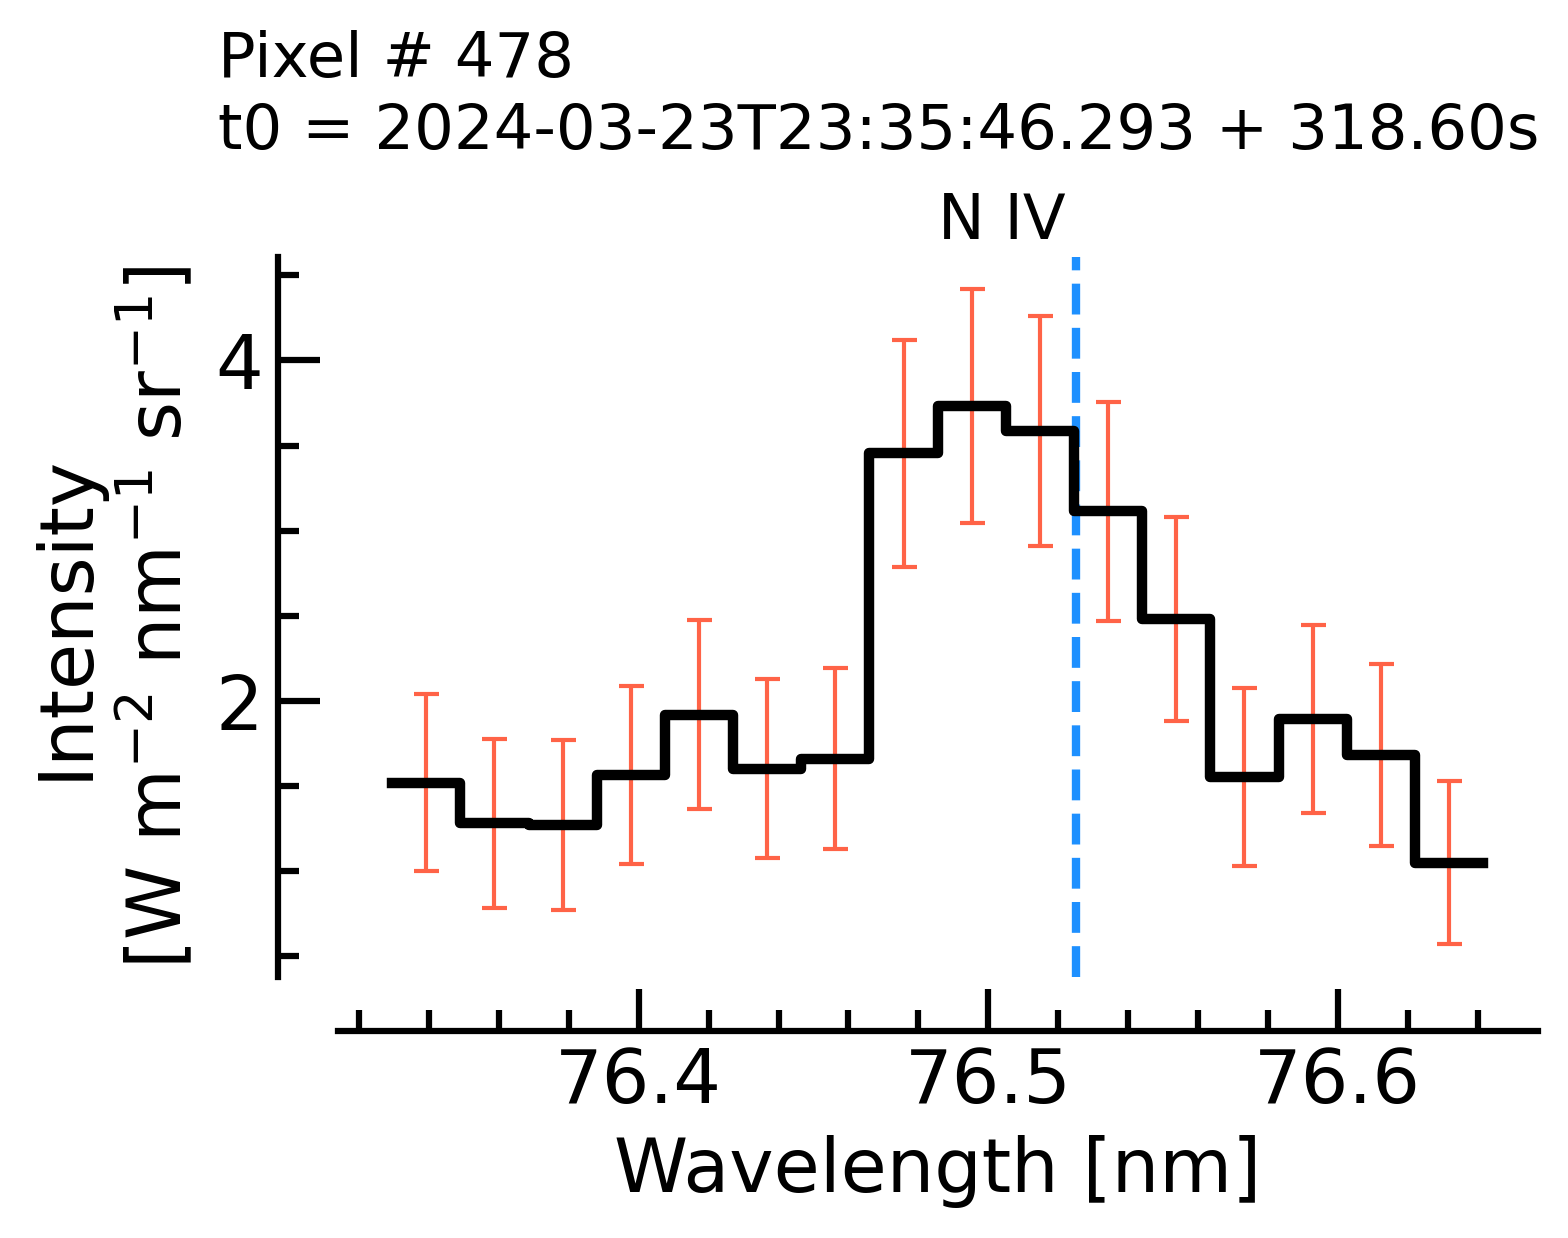 Pixel # 478
t0 = 2024-03-23T23:35:46.293 + 318.60s
N IV
Intensity
[W m⁻² nm⁻¹ sr⁻¹]
4
2
76.4 76.5 76.6
Wavelength [nm]